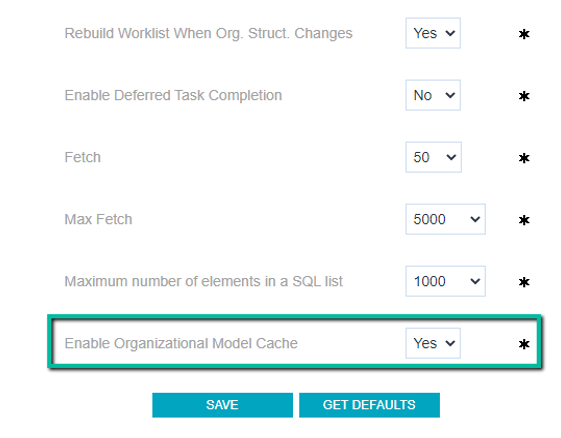 Rebuild Worklist When Org. Struct. Changes Yes *
Enable Deferred Task Completion No *
Fetch 50 *
Max Fetch 5000 *
Maximum number of elements in a SQL list 1000 *
Enable Organizational Model Cache Yes *
SAVE GET DEFAULTS